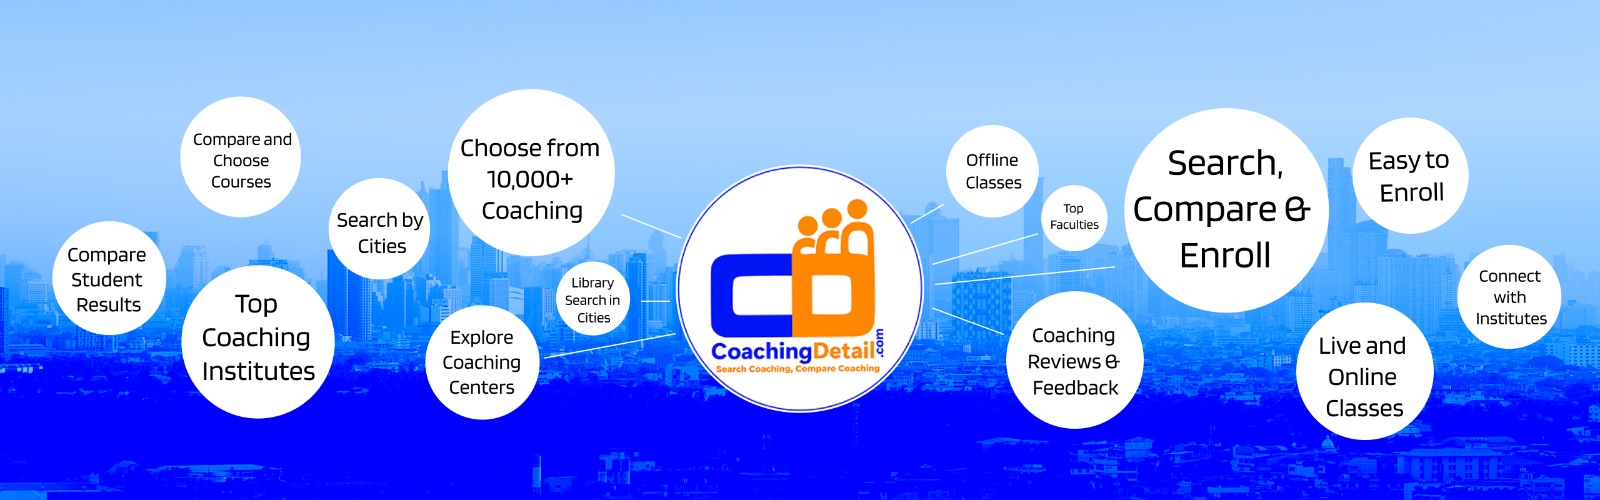 Compare and
Choose
Courses
Choose from
10,000+
Coaching
Search by
Cities
Compare
Student
Results
Top
Coaching
Institutes
Library
Search in
Cities
Explore
Coaching
Centers
CoachingDetail.com
Search Coaching, Compare Coaching
Offline
Classes
Top
Faculties
Search,
Compare &
Enroll
Easy to
Enroll
Connect
with
Institutes
Coaching
Reviews &
Feedback
Live and
Online
Classes